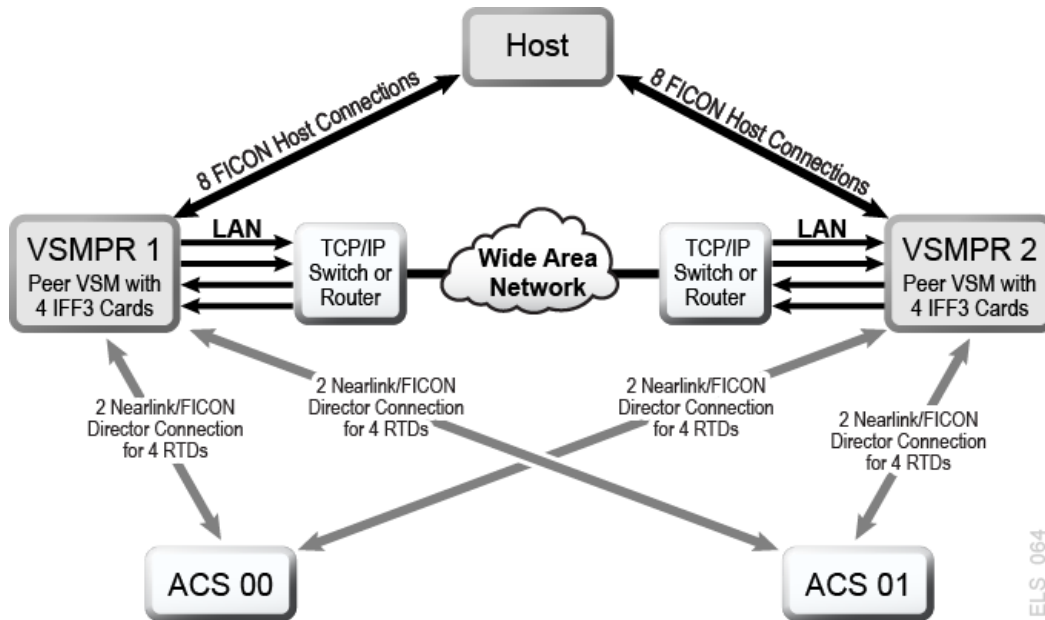 Host
8 FICON Host Connections
8 FICON Host Connections
VSMPR 1
Peer VSM with
4 IFF3 Cards
LAN
TCP/IP
Switch or
Router
Wide Area
Network
TCP/IP
Switch or
Router
LAN
VSMPR 2
Peer VSM with
4 IFF3 Cards
2 Nearlink/FICON
Director Connection
for 4 RTDs
2 Nearlink/FICON
Director Connection
for 4 RTDs
2 Nearlink/FICON
Director Connection
for 4 RTDs
2 Nearlink/FICON
Director Connection
for 4 RTDs
ACS 00
ACS 01
ELS 064